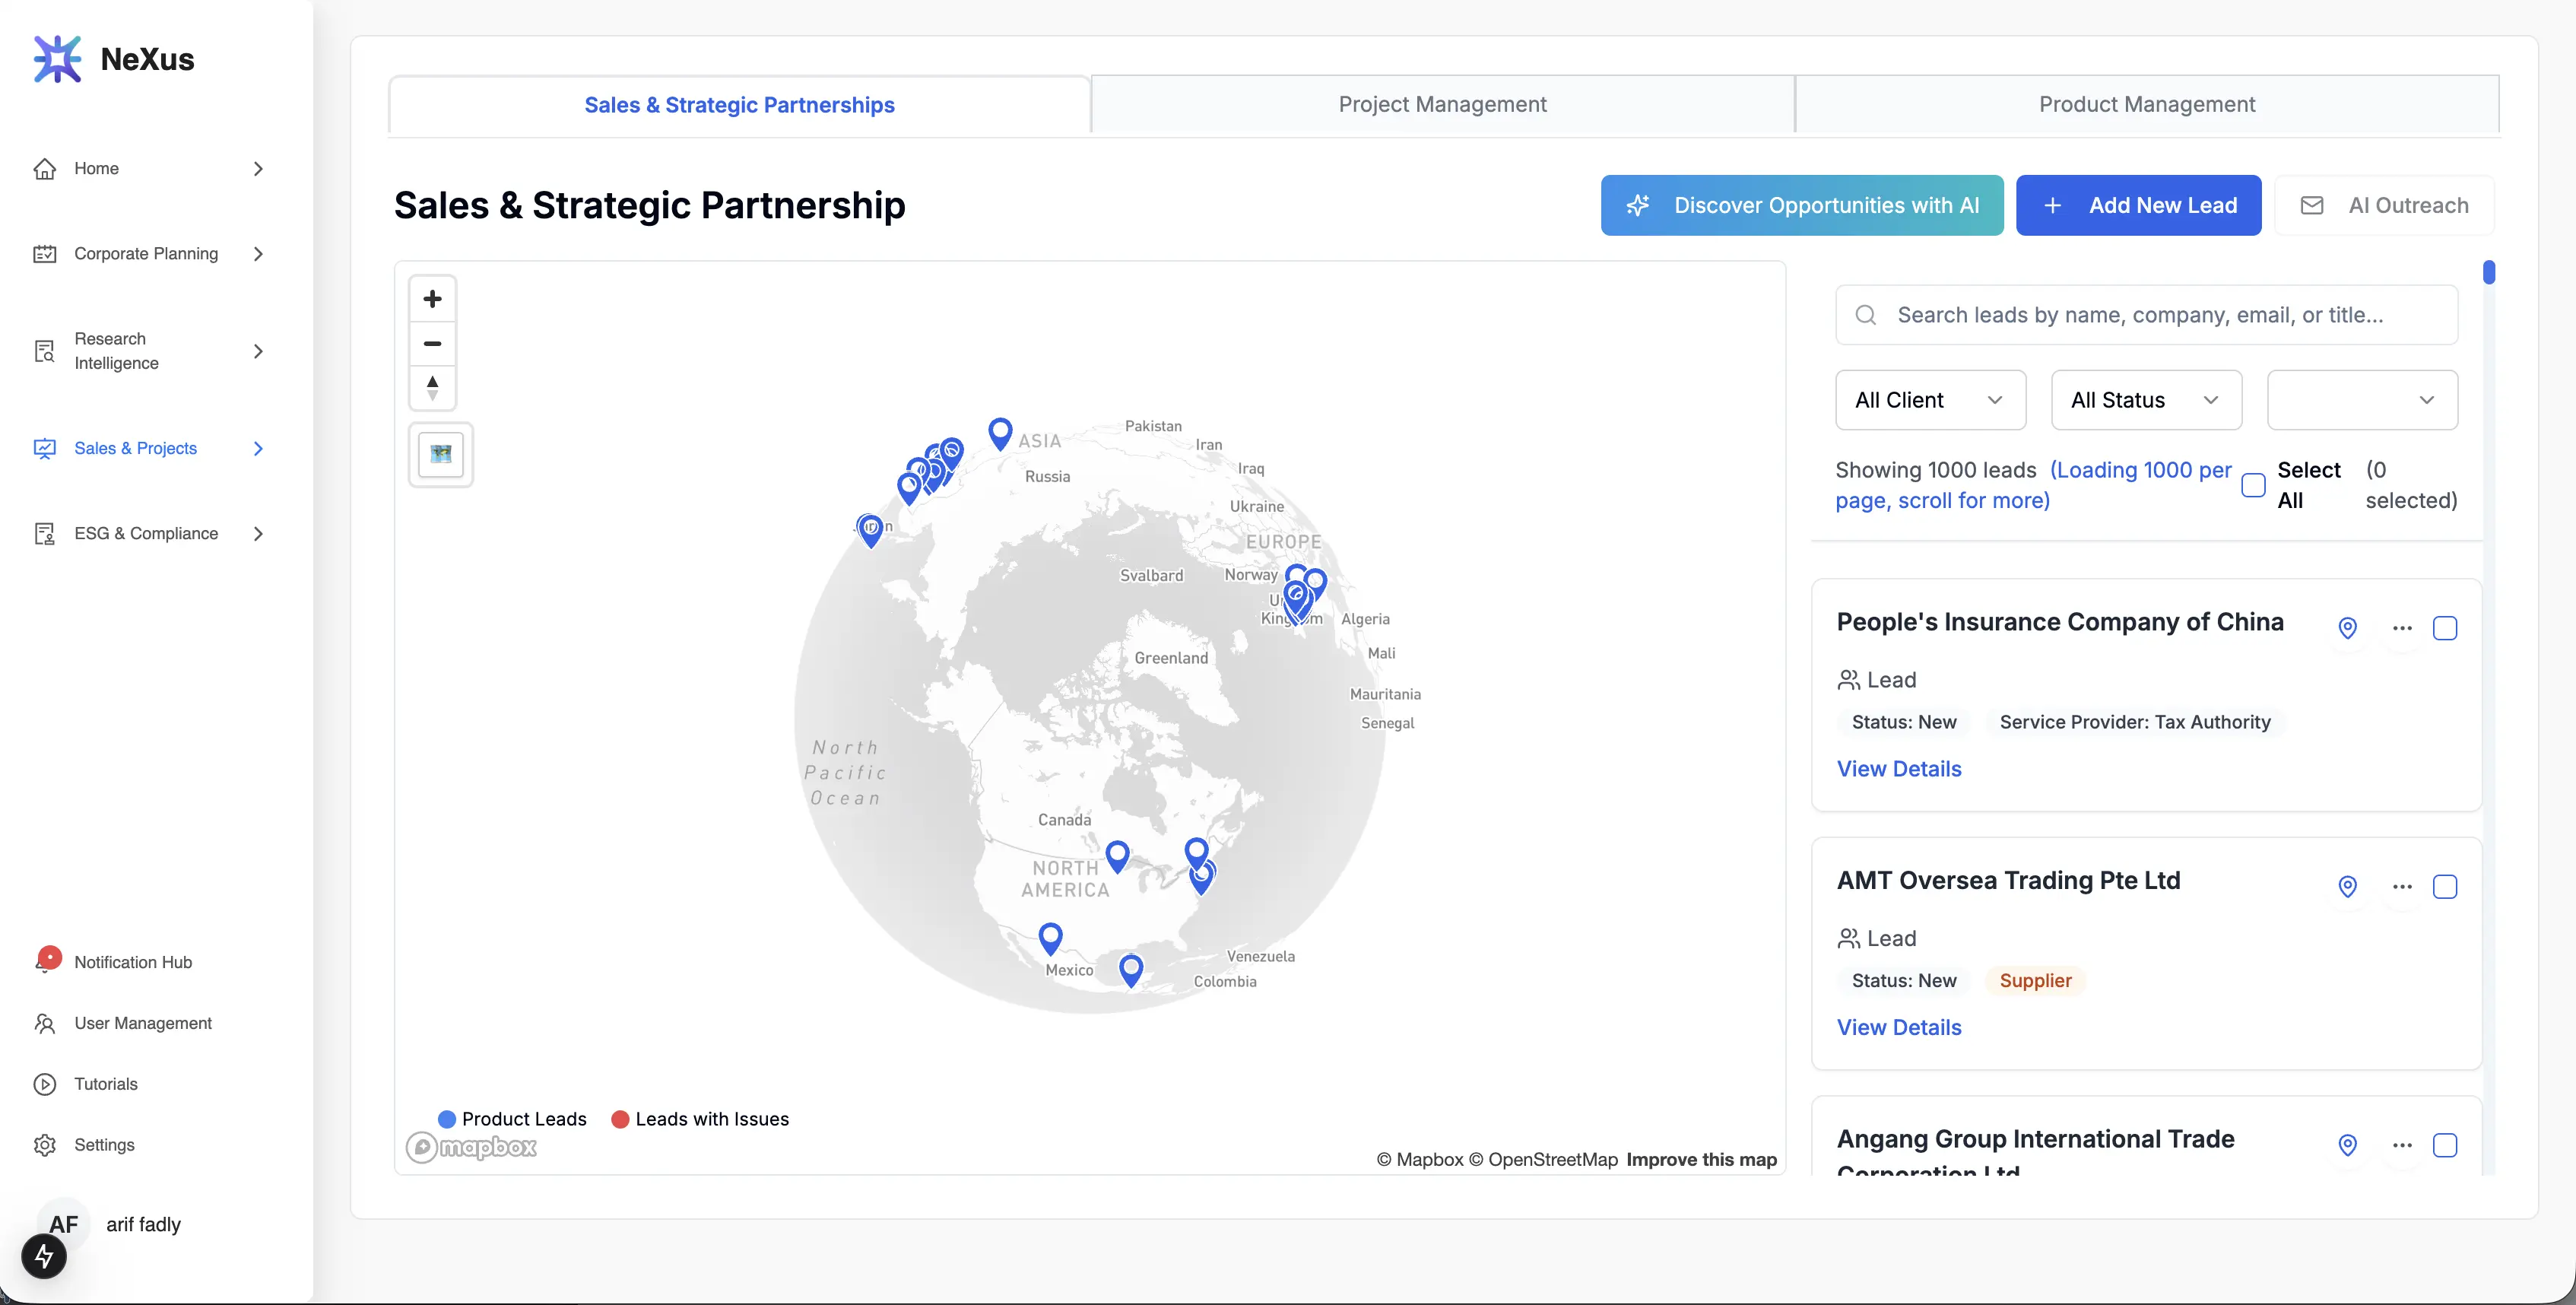 NeXus
Home
Corporate Planning
Research
Intelligence
Sales & Projects
ESG & Compliance
Notification Hub
User Management
Tutorials
Settings
AF
arif fadly
Sales & Strategic Partnerships
Project Management
Product Management
Sales & Strategic Partnership
Discover Opportunities with AI
Add New Lead
AI Outreach
ASIA
Pakistan
Iran
Iraq
Russia
Ukraine
EUROPE
Svalbard
Norway
Algeria
Greenland
Mali
Mauritania
Senegal
North
Pacific
Ocean
Canada
NORTH
AMERICA
Mexico
Venezuela
Colombia
Product Leads
Leads with Issues
mapbox
© Mapbox © OpenStreetMap Improve this map
Search leads by name, company, email, or title...
All Client
All Status
Showing 1000 leads (Loading 1000 per
page, scroll for more)
Select
All
(0
selected)
People's Insurance Company of China
Lead
Status: New
Service Provider: Tax Authority
View Details
AMT Oversea Trading Pte Ltd
Lead
Status: New
Supplier
View Details
Angang Group International Trade
Corporation Ltd